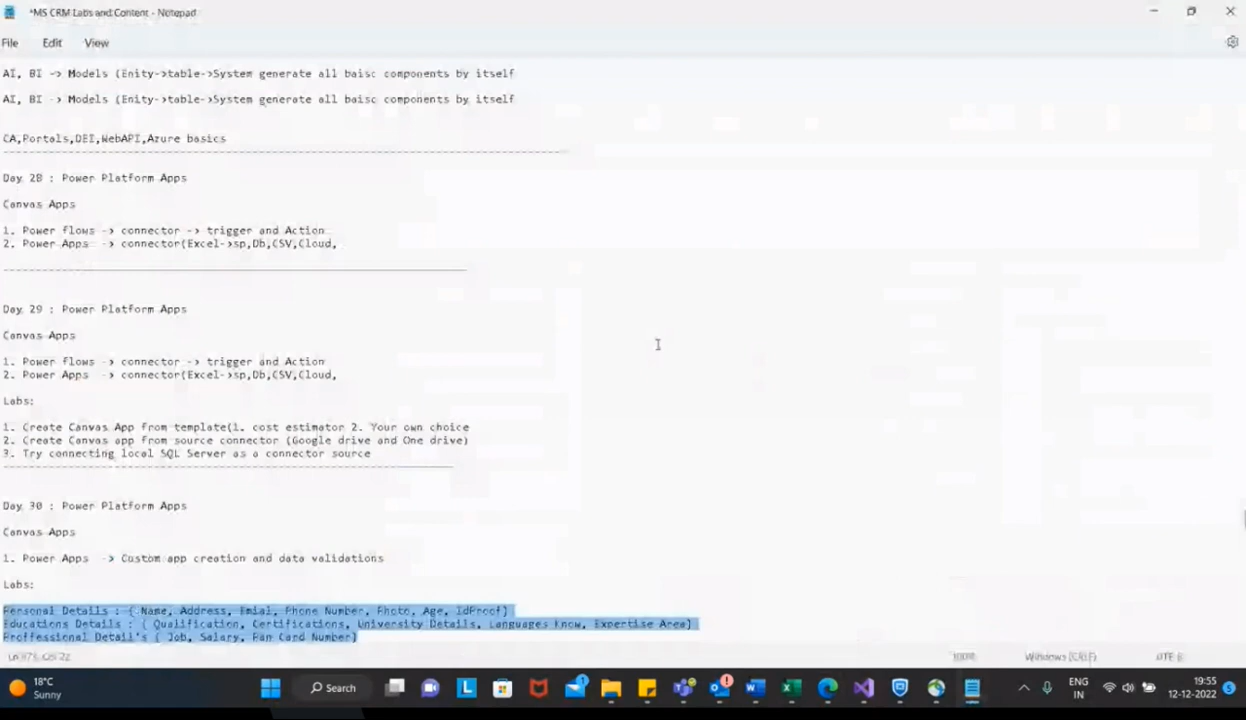 *MS CRM Labs and Content - Notepad
File Edit View
AI, BI -> Models (Enity->table->System generate all baisc components by itself
AI, BI -> Models (Enity->table->System generate all baisc components by itself
CA,Portals,DEI,WebAPI,Azure basics
Day 28 : Power Platform Apps
Canvas Apps
1. Power flows -> connector -> trigger and Action
2. Power Apps -> connector(Excel->sp,Db,CSV,Cloud,
Day 29 : Power Platform Apps
Canvas Apps
1. Power flows -> connector -> trigger and Action
2. Power Apps -> connector(Excel->sp,Db,CSV,Cloud,
Labs:
1. Create Canvas App from template(1. cost estimator 2. Your own choice
2. Create Canvas app from source connector (Google drive and One drive)
3. Try connecting local SQL Server as a connector source
Day 30 : Power Platform Apps
Canvas Apps
1. Power Apps -> Custom app creation and data validations
Labs:
Personal Details : { Name, Address, Emial, Phone Number, Photo, Age, IdProof}
Educations Details : { Qualification, Certifications, University Details, Languages Know, Expertise Area}
Proffessional Detail's { Job, Salary, Pan Card Number}
100% Windows (CRLF)
18°C
Sunny
Search
ENG
IN
19:55
12-12-2022